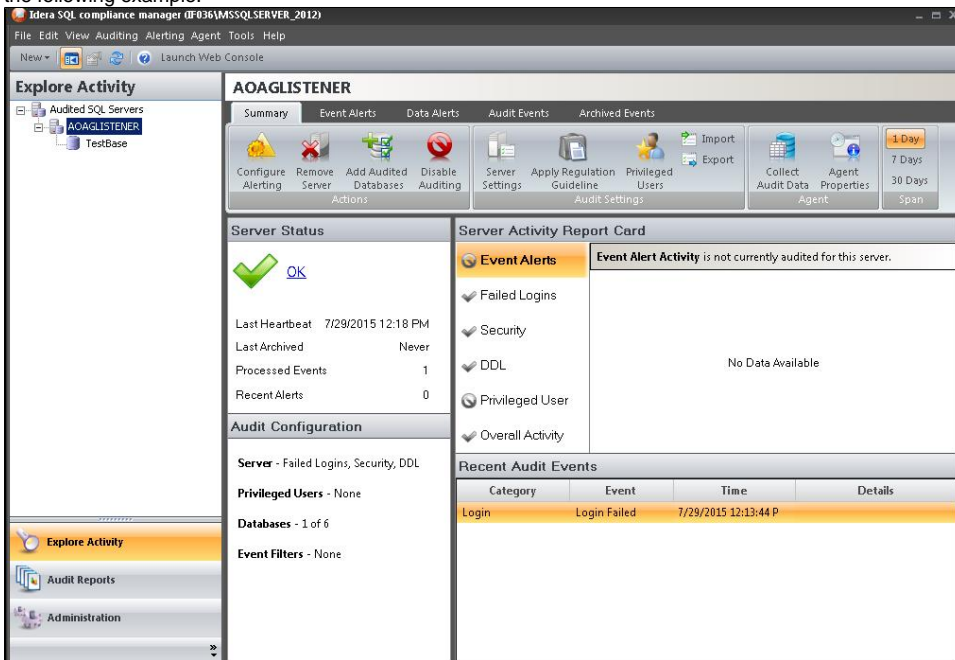 the following example:
Idera SQL compliance manager (IF036\MSSQLSERVER_2012)
File Edit View Auditing Alerting Agent Tools Help
New Launch Web Console
Explore Activity
Audited SQL Servers
AOAGLISTENER
TestBase
Explore Activity
Audit Reports
Administration
AOAGLISTENER
Summary Event Alerts Data Alerts Audit Events Archived Events
Configure Alerting
Remove Server
Add Audited Databases
Disable Auditing
Actions
Server Settings
Apply Regulation Guideline
Privileged Users
Import
Export
Audit Settings
Collect Audit Data
Agent Properties
Agent
1 Day
7 Days
30 Days
Span
Server Status
OK
Last Heartbeat 7/29/2015 12:18 PM
Last Archived Never
Processed Events 1
Recent Alerts 0
Audit Configuration
Server - Failed Logins, Security, DDL
Privileged Users - None
Databases - 1 of 6
Event Filters - None
Server Activity Report Card
Event Alerts
Failed Logins
Security
DDL
Privileged User
Overall Activity
Event Alert Activity is not currently audited for this server.
No Data Available
Recent Audit Events
Category Event Time Details
Login Login Failed 7/29/2015 12:13:44 P